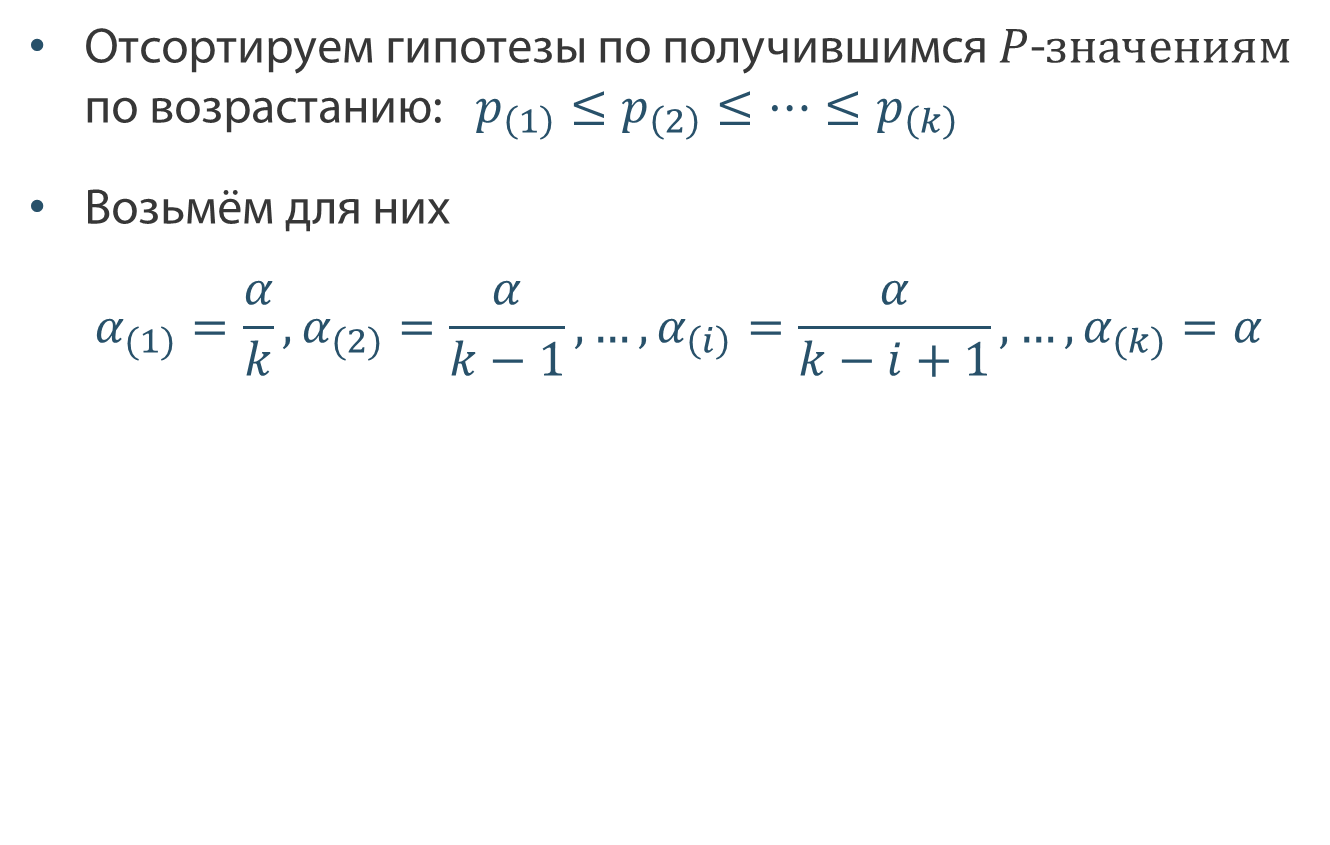 • Отсортируем гипотезы по получившимся P-значениям
по возрастанию: p₍₁₎ ≤ p₍₂₎ ≤ ⋯ ≤ p₍ₖ₎
• Возьмём для них
α₍₁₎ = α/k, α₍₂₎ = α/(k − 1), …, α₍ᵢ₎ = α/(k − i + 1), …, α₍ₖ₎ = α